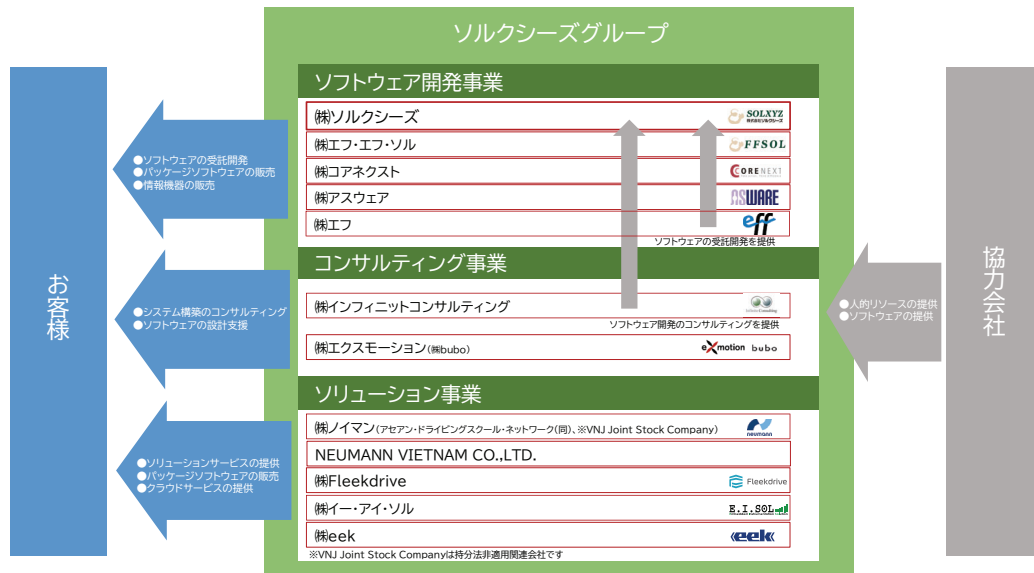 ソルクシーズグループ
お客様
●ソフトウェアの受託開発
●パッケージソフトウェアの販売
●情報機器の販売
●システム構築のコンサルティング
●ソフトウェアの設計支援
●ソリューションサービスの提供
●パッケージソフトウェアの販売
●クラウドサービスの提供
ソフトウェア開発事業
㈱ソルクシーズ
SOLXYZ
株式会社ソルクシーズ
㈱エフ・エフ・ソル
FFSOL
㈱コアネクスト
CORENEXT
㈱アスウェア
ASWARE
㈱エフ
eff
ソフトウェアの受託開発を提供
コンサルティング事業
㈱インフィニットコンサルティング
Infinite Consulting
ソフトウェア開発のコンサルティングを提供
㈱エクスモーション(㈱bubo)
eXmotion bubo
ソリューション事業
㈱ノイマン(アセアン・ドライビングスクール・ネットワーク(同)、※VNJ Joint Stock Company)
neumann
NEUMANN VIETNAM CO.,LTD.
㈱Fleekdrive
Fleekdrive
㈱イー・アイ・ソル
E.I.SOL
㈱eek
eek
※VNJ Joint Stock Companyは持分法非適用関連会社です
●人的リソースの提供
●ソフトウェアの提供
協力会社